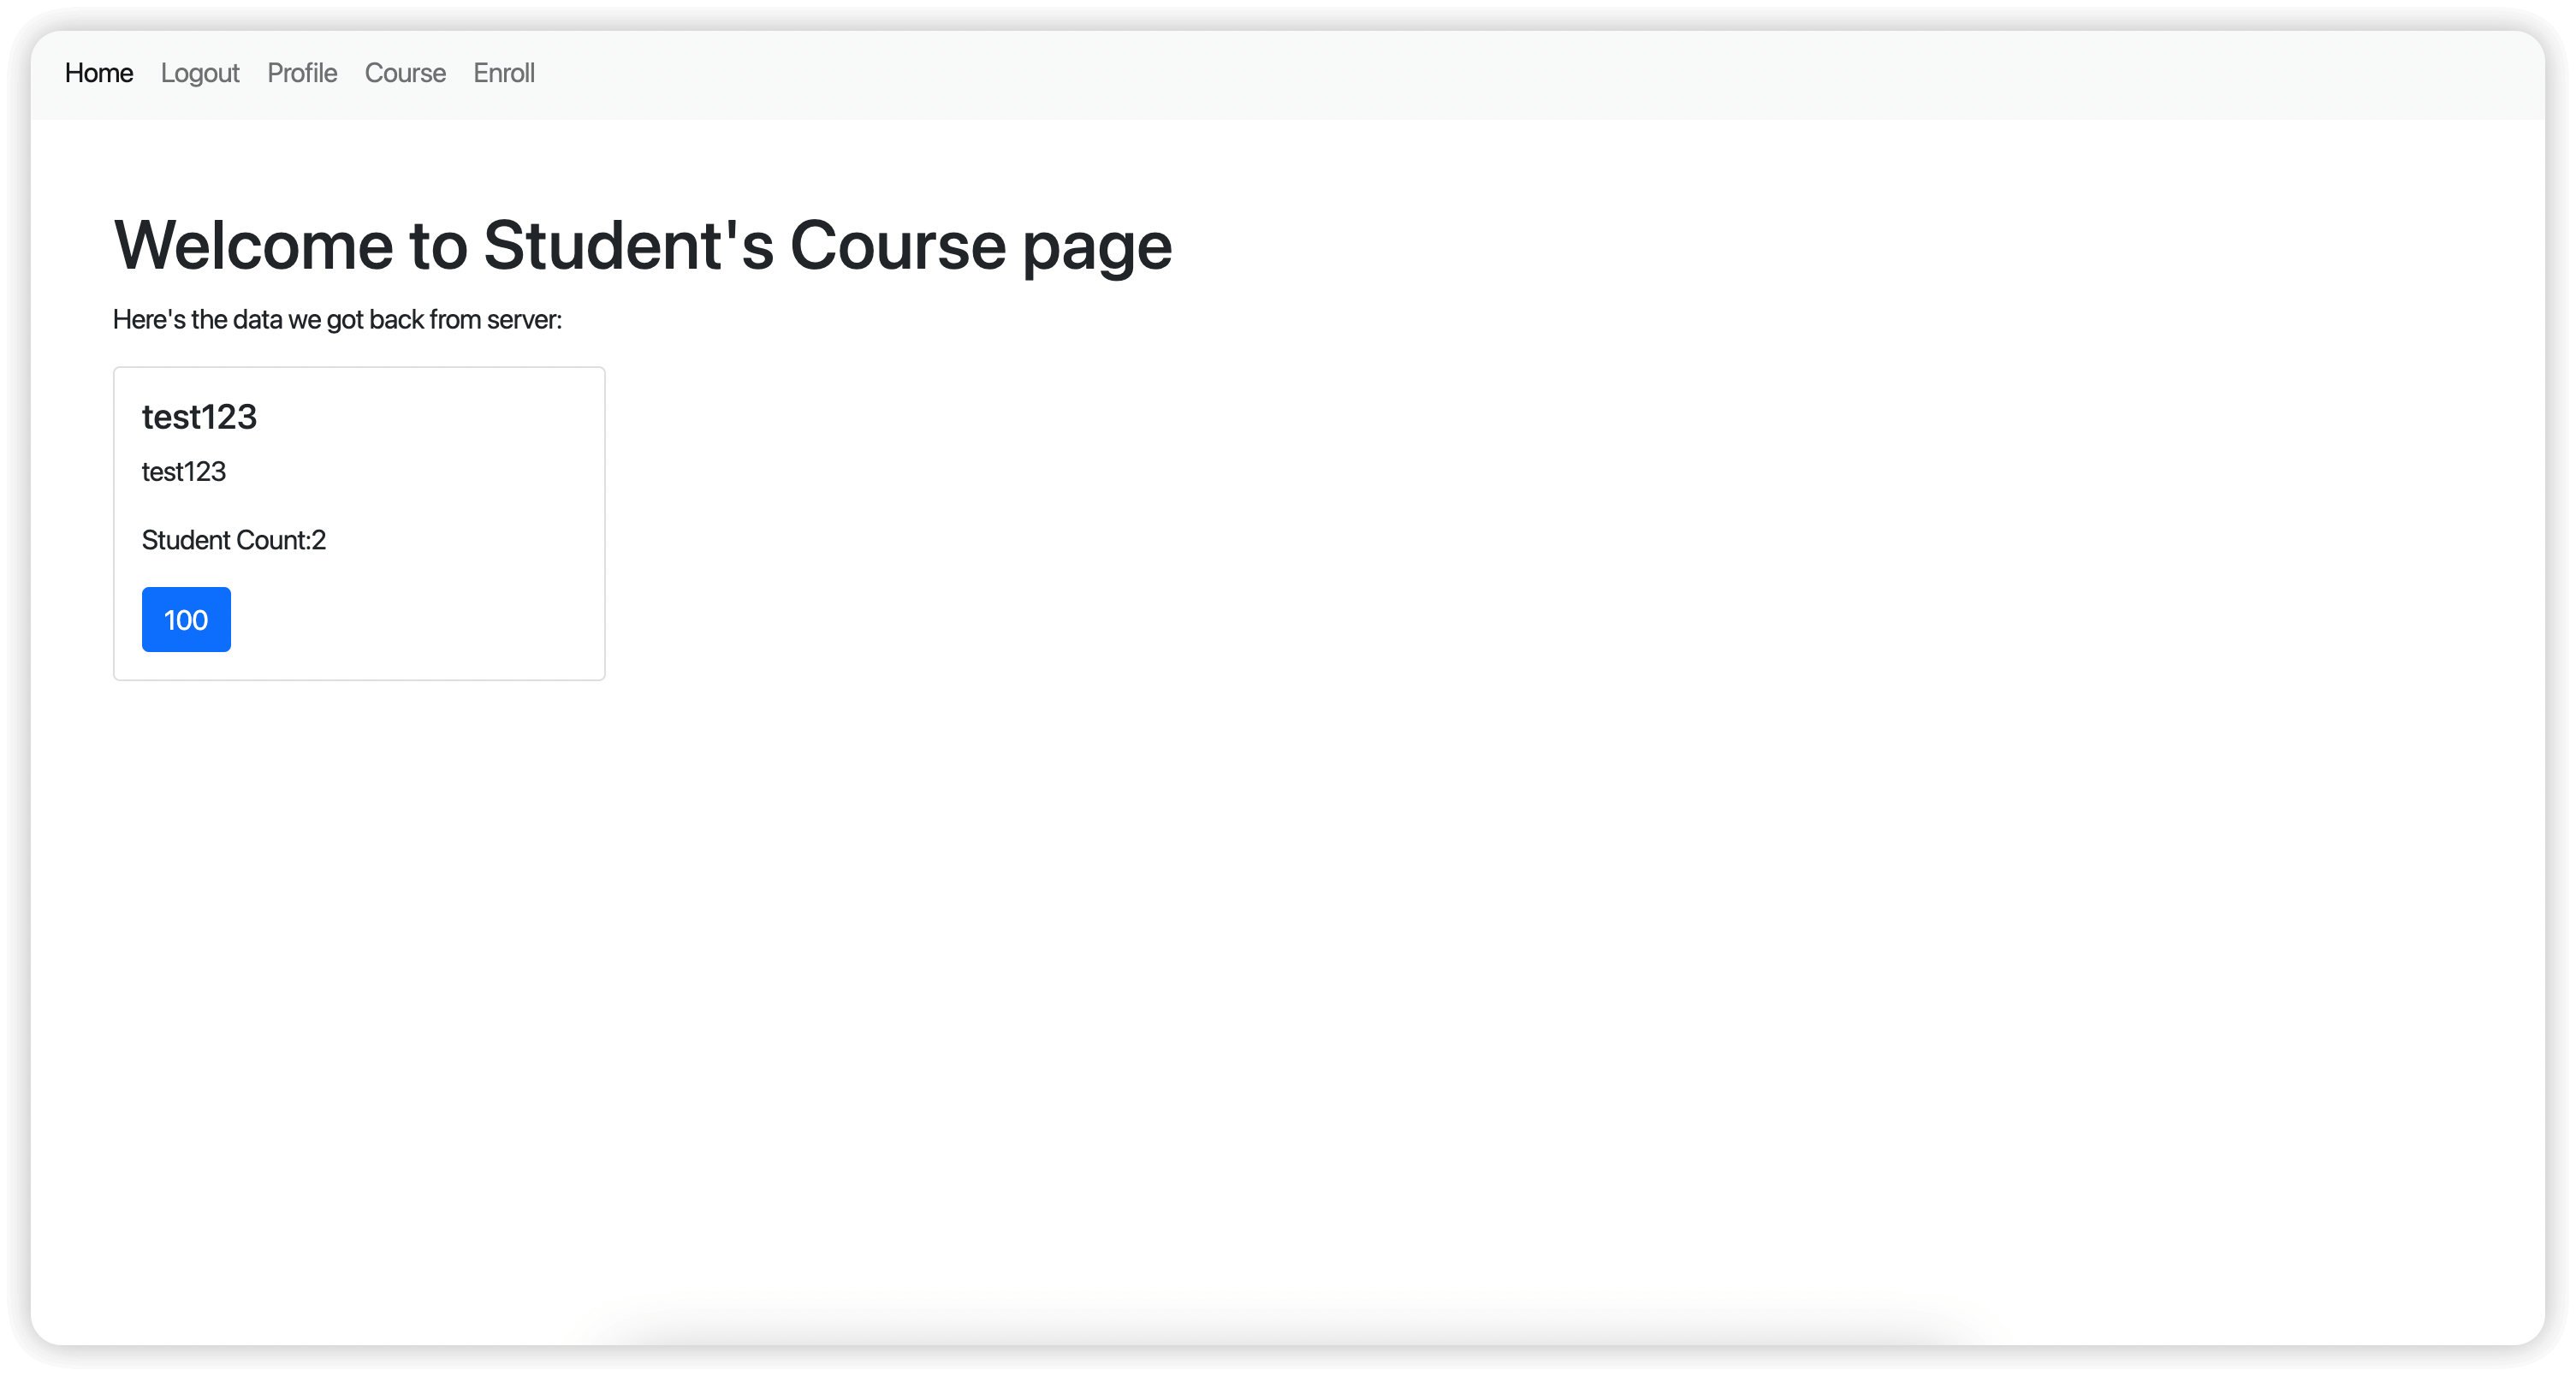 Home Logout Profile Course Enroll
Welcome to Student's Course page
Here's the data we got back from server:
test123
test123
Student Count:2
100